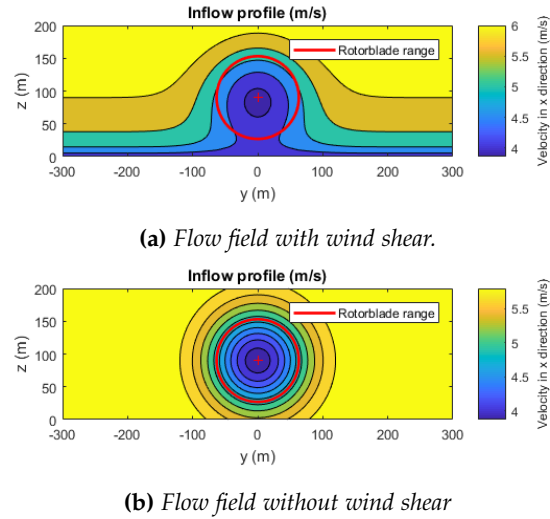 Inflow profile (m/s)
200
150
100
50
0
z (m)
Rotorblade range
-300 -200 -100 0 100 200 300
y (m)
6
5.5
5
4.5
4
Velocity in x direction (m/s)
(a) Flow field with wind shear.
Inflow profile (m/s)
200
150
100
50
0
z (m)
Rotorblade range
-300 -200 -100 0 100 200 300
y (m)
5.5
5
4.5
4
Velocity in x direction (m/s)
(b) Flow field without wind shear